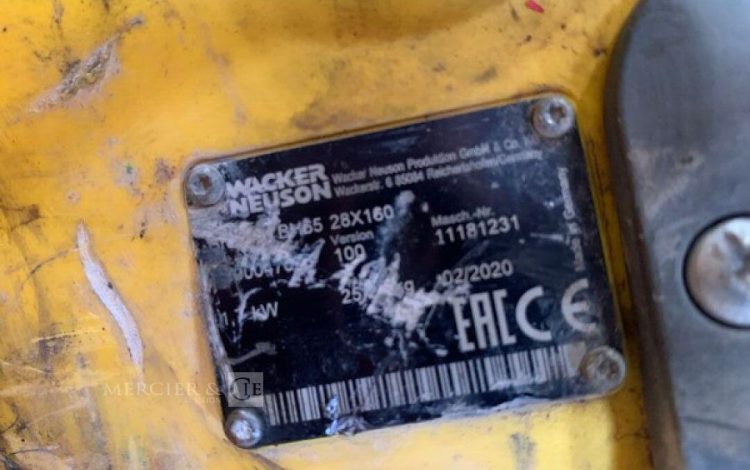 WACKER
NEUSON
Wacker Neuson Produktion GmbH & Co.
Wackerstr. 6 85084 Reichertshofen/Germany
BH65 28X160
Version
Masch.-Nr.
100
11181231
kW
02/2020
Made in Germany
EAC CE
MERCIER & CIE